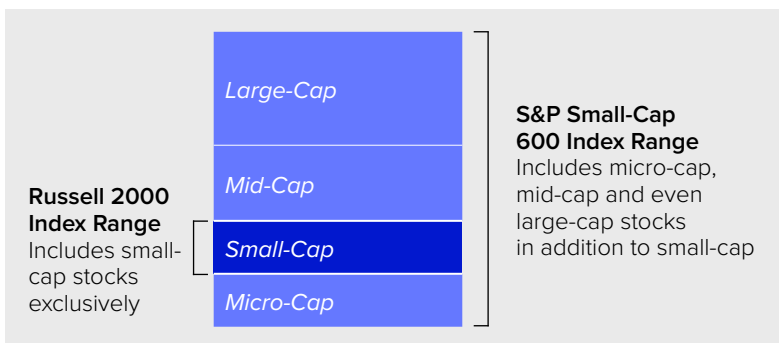 Large-Cap
Mid-Cap
Small-Cap
Micro-Cap
Russell 2000
Index Range
Includes small-
cap stocks
exclusively
S&P Small-Cap
600 Index Range
Includes micro-cap,
mid-cap and even
large-cap stocks
in addition to small-cap